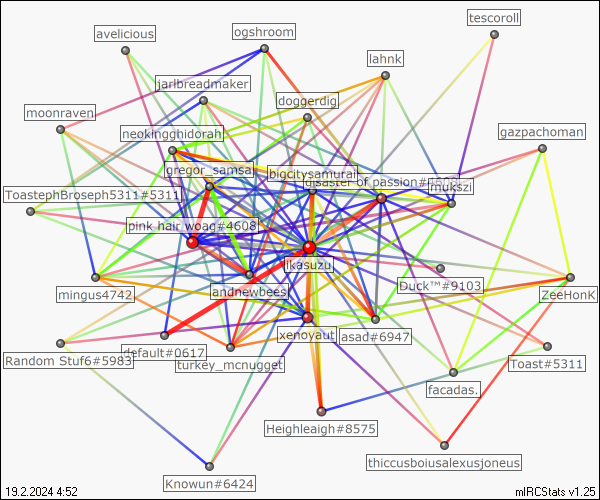 tescoroll
avelicious
ogshroom
lahnk
jarlbreadmaker
doggerdig
moonraven
neokingghidorah
gazpachoman
gregor_samsa
bigcitysamurai
disaster of passion
mukszi
ToastephBroseph5311#5311
pink hair woag#4608
ikasuzu
Duck™#9103
mingus4742
andnewbees
ZeeHonK
xenoyaut
asad#6947
Random Stuf6#5983
default#0617
turkey_mcnugget
Toast#5311
facadas.
Heighleaigh#8575
thiccusboiusalexusjoneus
Knowun#6424
19.2.2024 4:52
mIRCStats v1.25